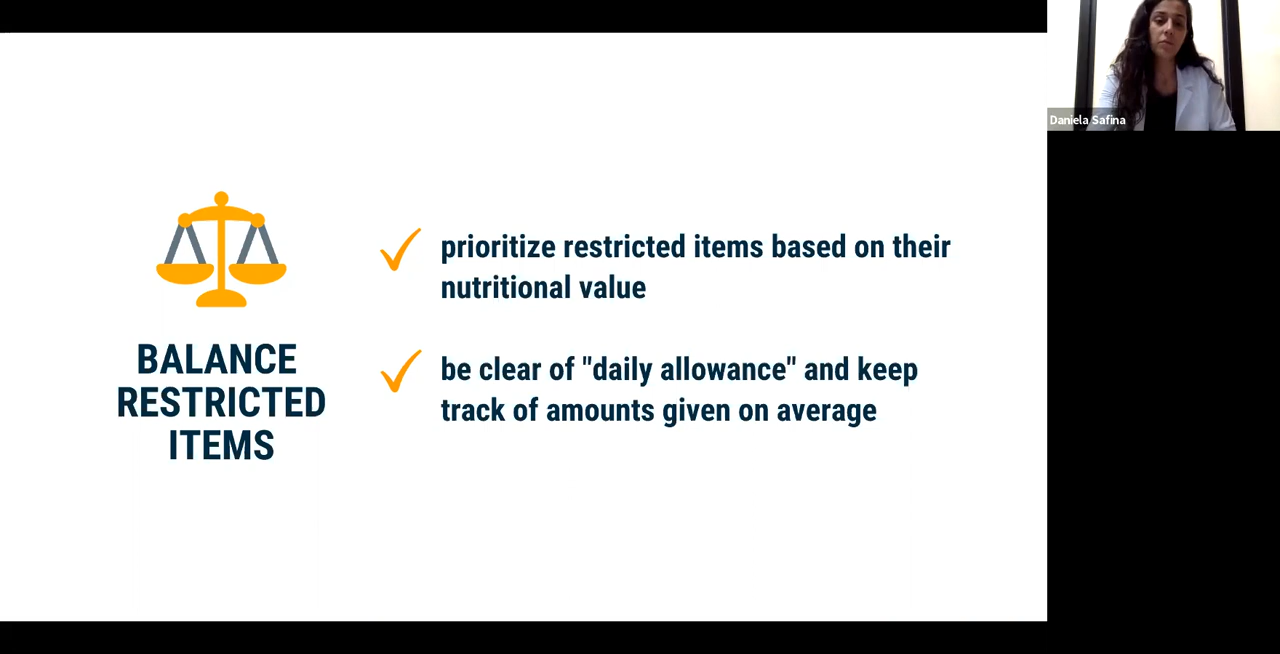 Daniela Safina
BALANCE
RESTRICTED
ITEMS
prioritize restricted items based on their
nutritional value
be clear of "daily allowance" and keep
track of amounts given on average